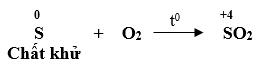 0 t⁰ +4
S + O₂ → SO₂
Chất khử